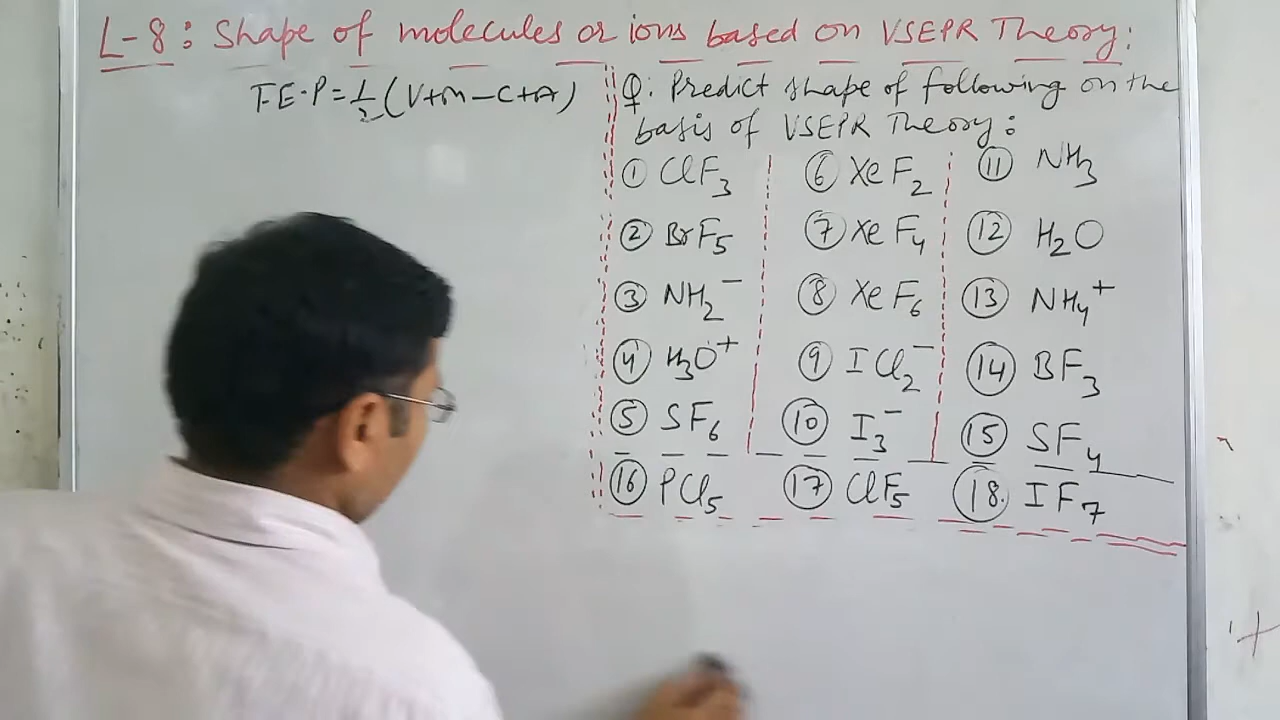 L-8: Shape of molecules or ions based on VSEPR Theory:
T.E.P = 1/2 (V+M-C+A)
Q: Predict shape of following on the
basis of VSEPR Theory:
① ClF₃
② BrF₅
③ NH₂⁻
④ H₃O⁺
⑤ SF₆
⑥ XeF₂
⑦ XeF₄
⑧ XeF₆
⑨ ICl₂⁻
⑩ I₃⁻
⑪ NH₃
⑫ H₂O
⑬ NH₄⁺
⑭ BF₃
⑮ SF₄
⑯ PCl₅
⑰ ClF₅
⑱ IF₇